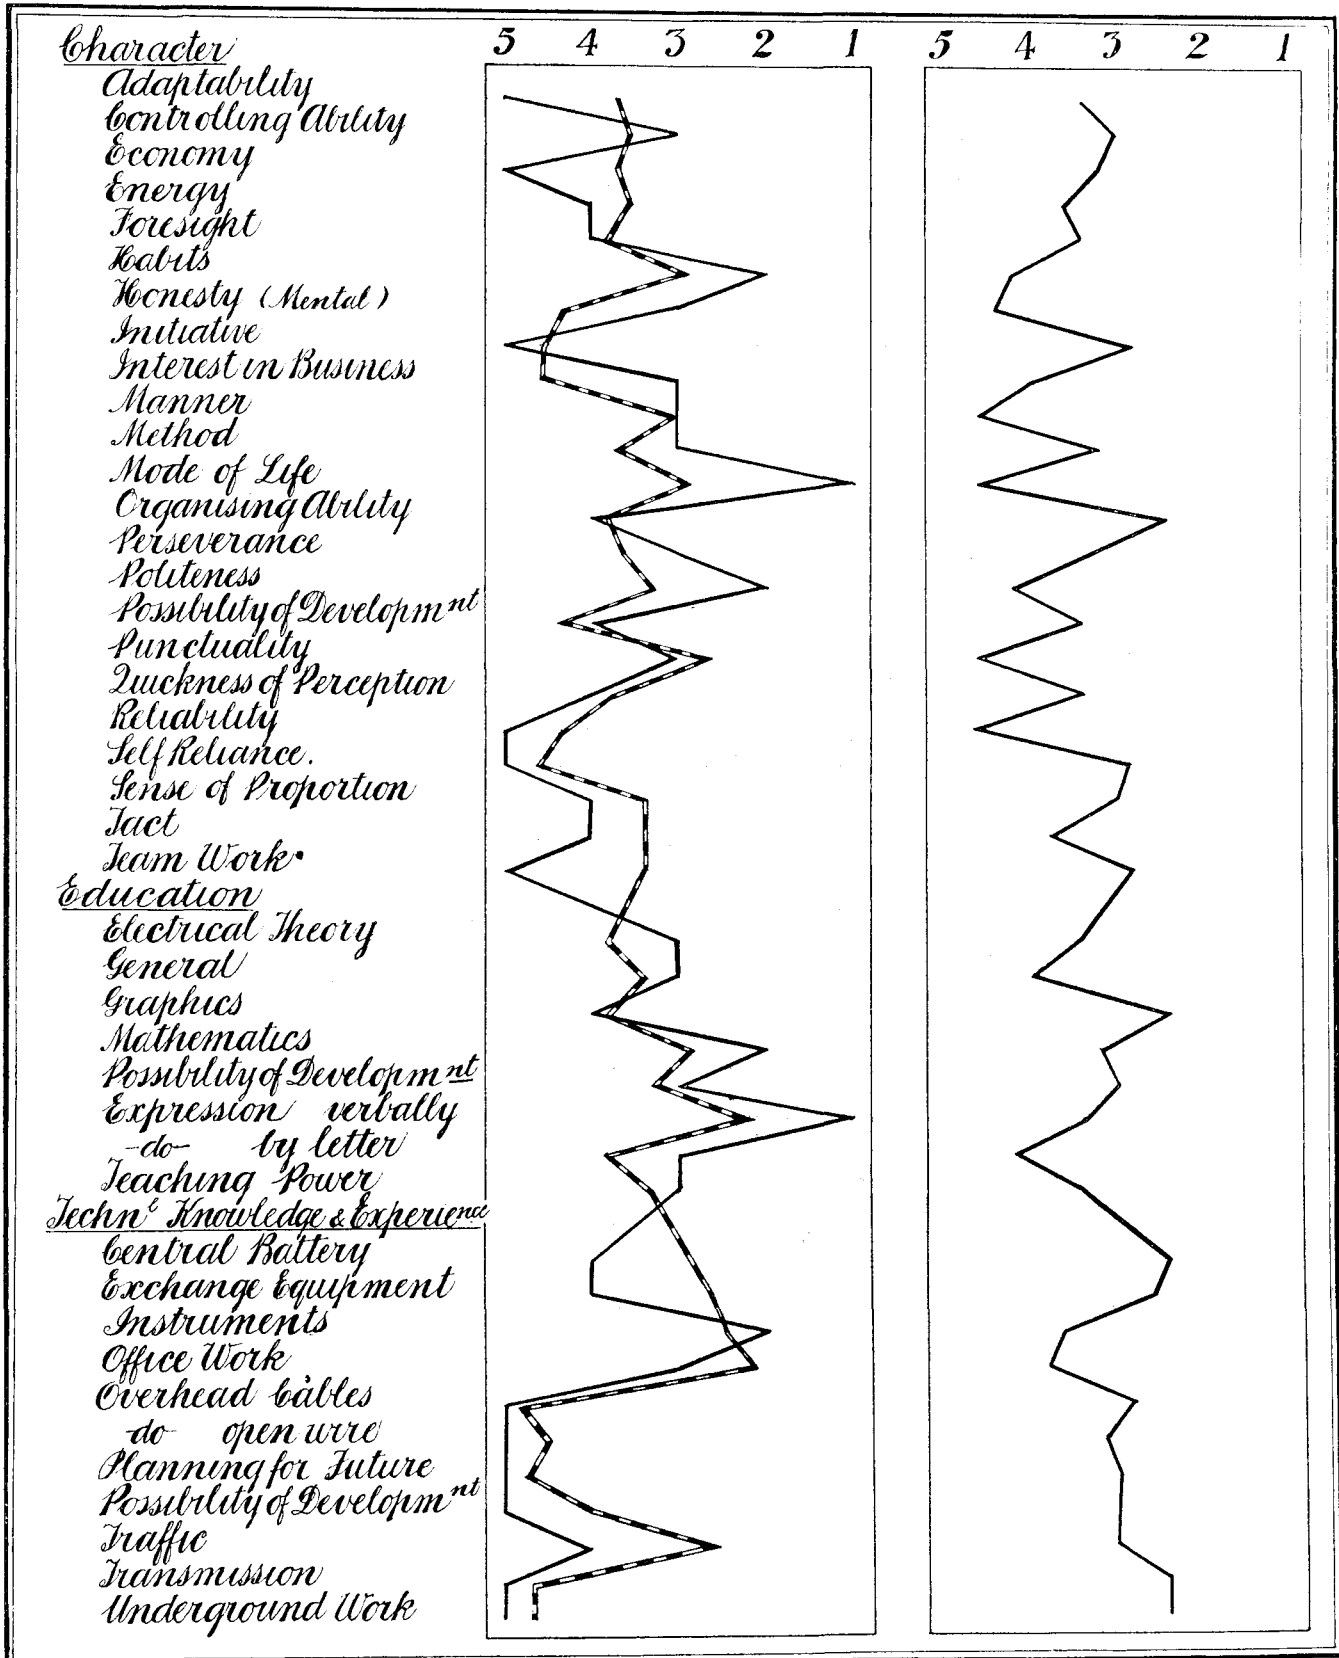 Character 5 4 3 2 1 5 4 3 2 1
Adaptability
Controlling Ability
Economy
Energy
Foresight
Habits
Honesty (Mental)
Initiative
Interest in Business
Manner
Method
Mode of Life
Organising Ability
Perseverance
Politeness
Possibility of Developmnt
Punctuality
Quickness of Perception
Reliability
Self Reliance.
Sense of Proportion
Tact
Team Work
Education
Electrical Theory
General
Graphics
Mathematics
Possibility of Developmnt
Expression verbally
-do- by letter
Teaching Power
Technl Knowledge & Experience
Central Battery
Exchange Equipment
Instruments
Office Work
Overhead Cables
-do- open wire
Planning for Future
Possibility of Developmnt
Traffic
Transmission
Underground Work